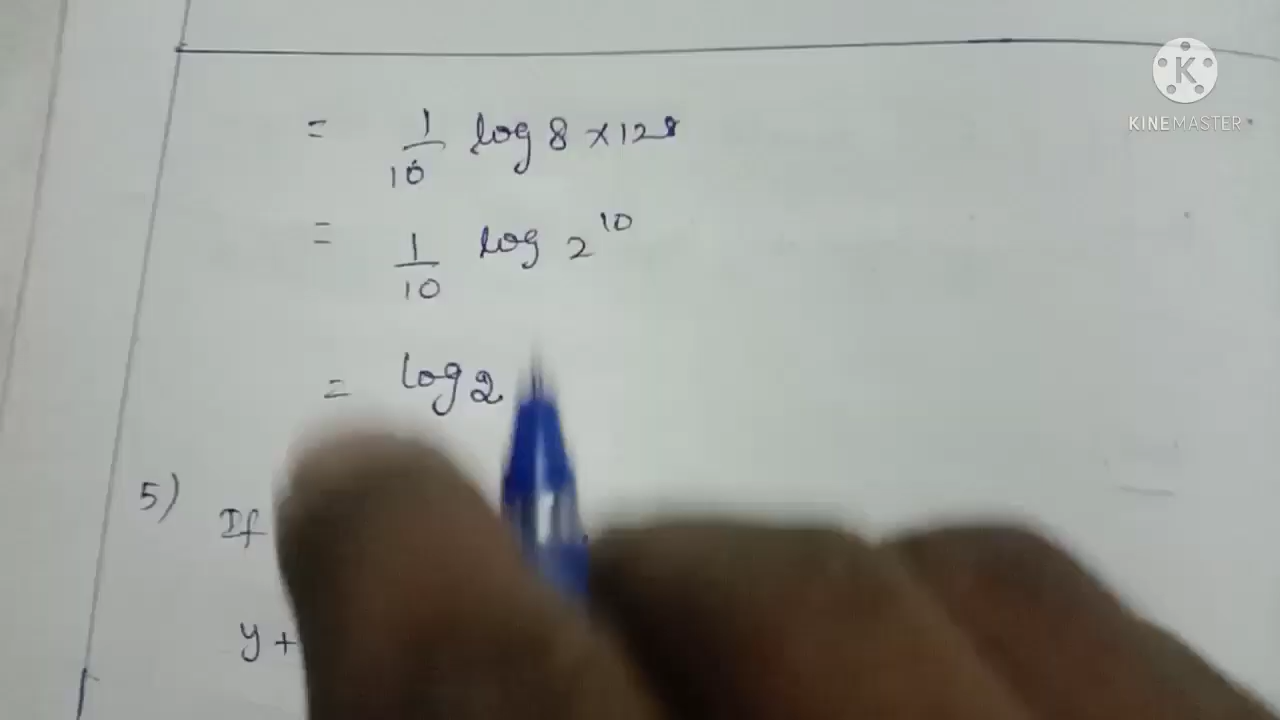 = 1/10 log 8 × 128
= 1/10 log 2^10
= log 2
5) If
y +
KINEMASTER